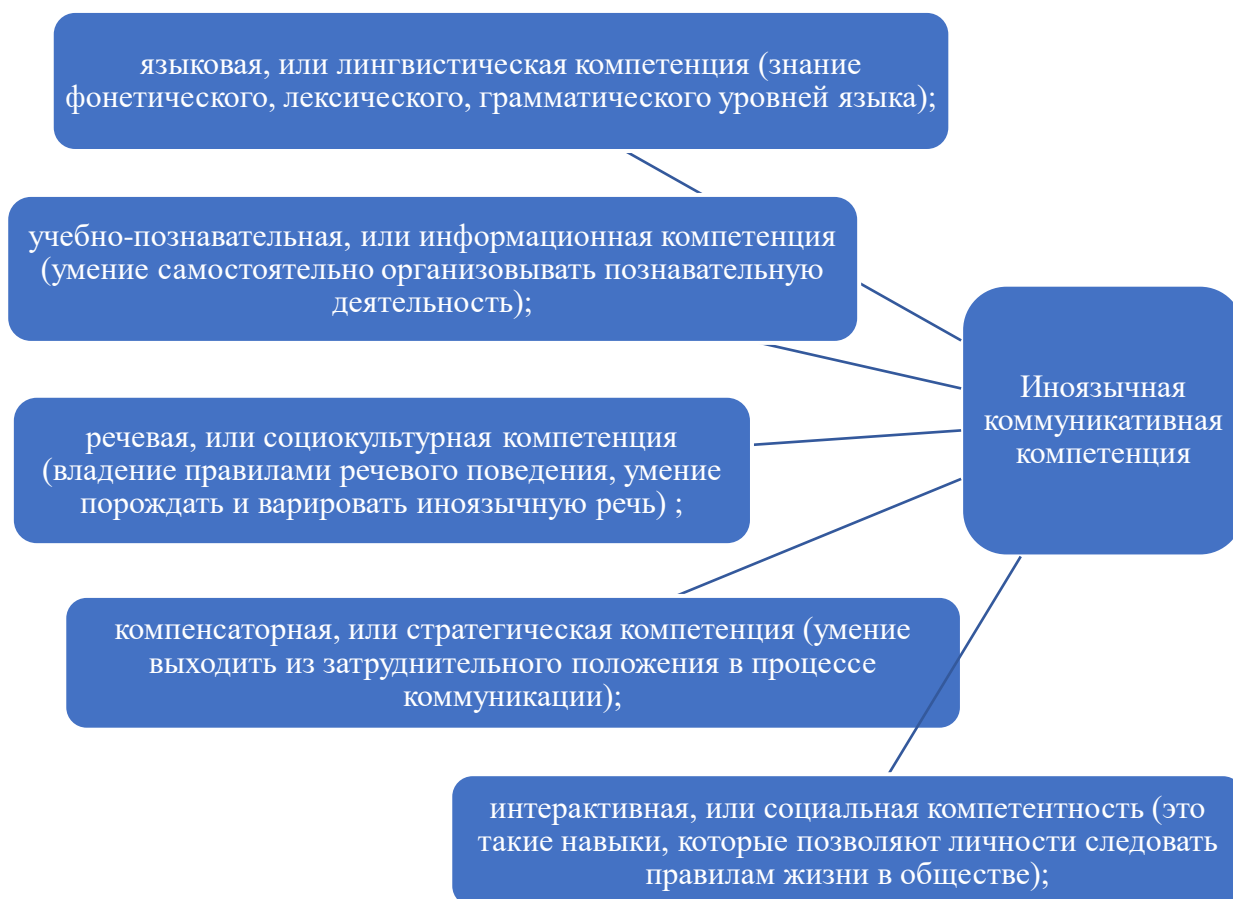 языковая, или лингвистическая компетенция (знание
фонетического, лексического, грамматического уровней языка);
учебно-познавательная, или информационная компетенция
(умение самостоятельно организовывать познавательную
деятельность);
речевая, или социокультурная компетенция
(владение правилами речевого поведения, умение
порождать и варировать иноязычную речь) ;
компенсаторная, или стратегическая компетенция (умение
выходить из затруднительного положения в процессе
коммуникации);
интерактивная, или социальная компетентность (это
такие навыки, которые позволяют личности следовать
правилам жизни в обществе);
Иноязычная
коммуникативная
компетенция